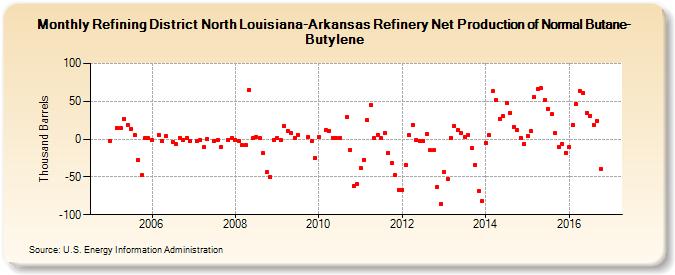 Monthly Refining District North Louisiana-Arkansas Refinery Net Production of Normal Butane-
Butylene
Thousand Barrels
100
50
0
-50
-100
2006
2008
2010
2012
2014
2016
Source: U.S. Energy Information Administration